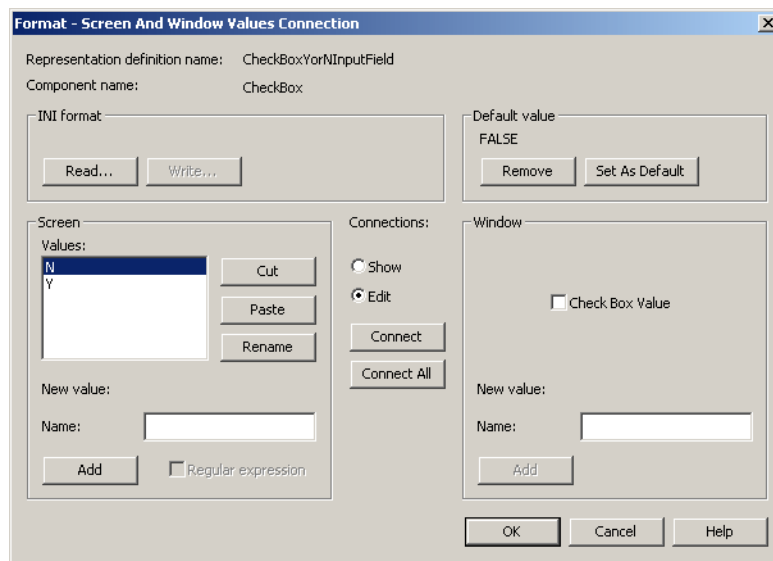 Format - Screen And Window Values Connection
Representation definition name: CheckBoxYorNInputField
Component name: CheckBox
INI format
Read...
Write...
Default value
FALSE
Remove
Set As Default
Screen
Values:
N
Y
Cut
Paste
Rename
New value:
Name:
Add
Regular expression
Connections:
Show
Edit
Connect
Connect All
Window
Check Box Value
New value:
Name:
Add
OK
Cancel
Help